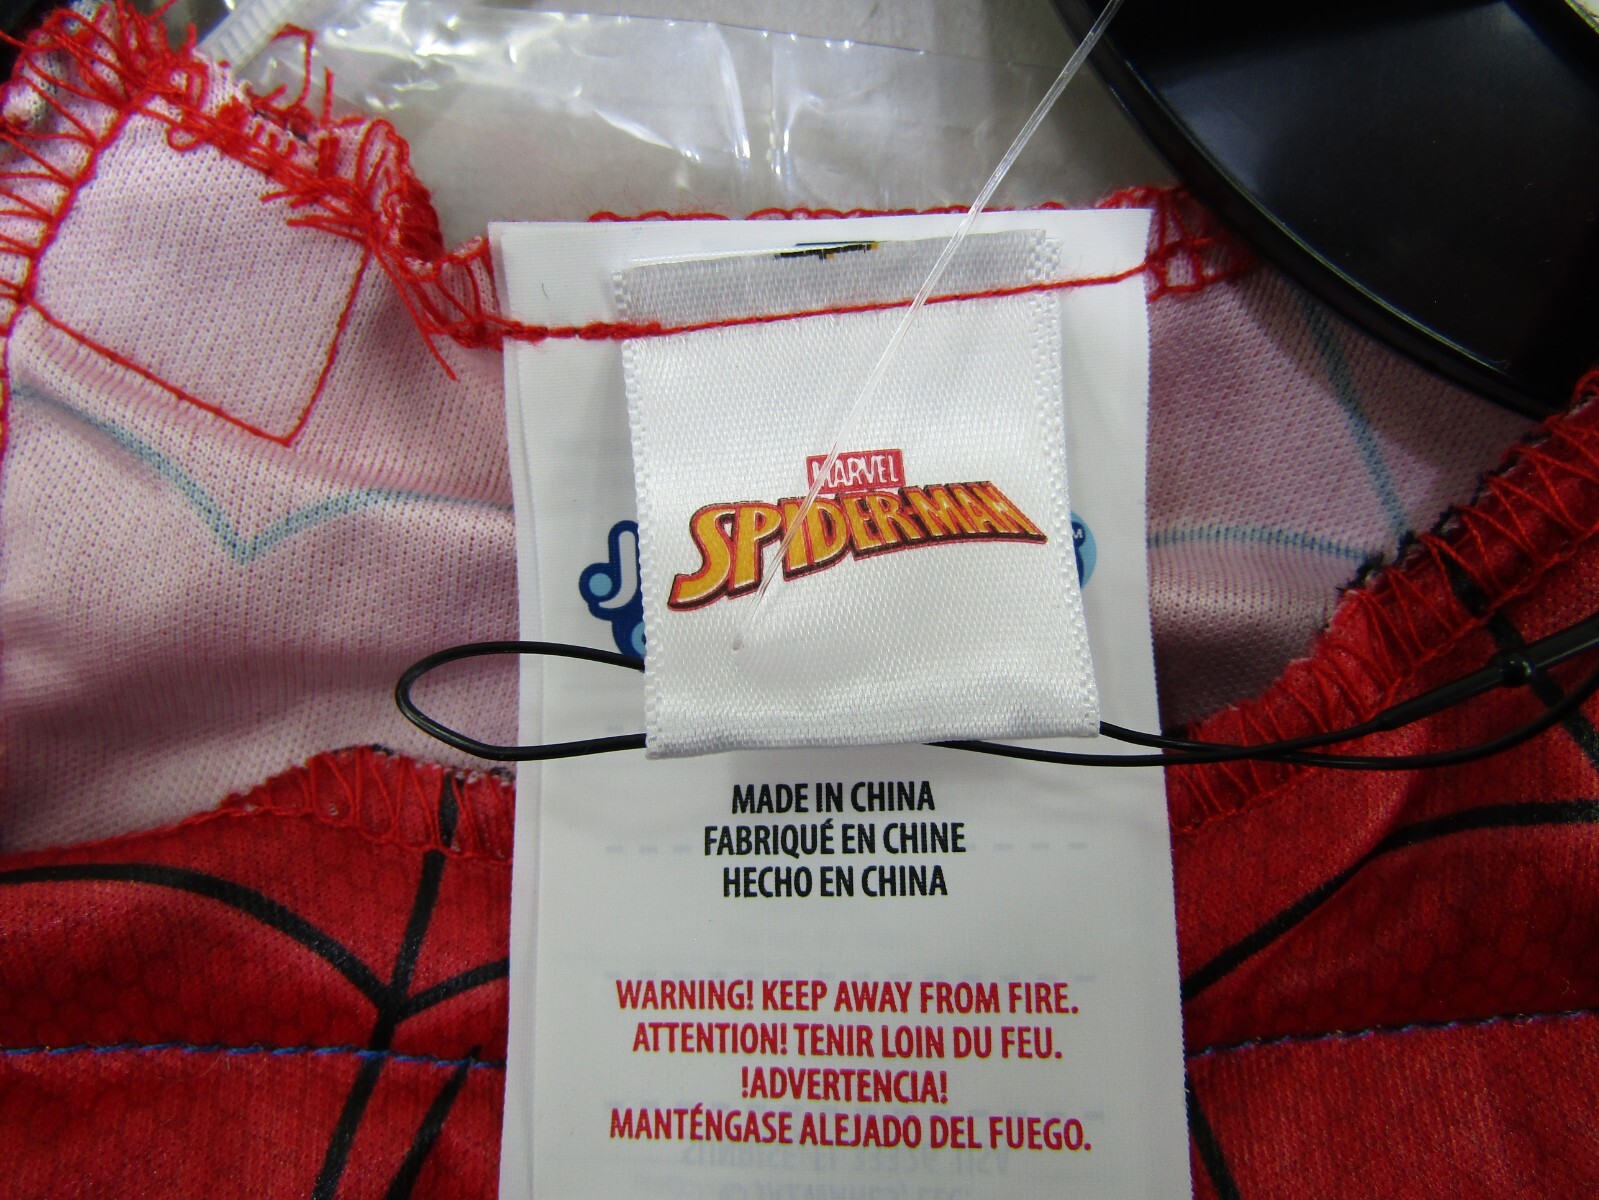 MARVEL
SPIDER-MAN
MADE IN CHINA
FABRIQUÉ EN CHINE
HECHO EN CHINA
WARNING! KEEP AWAY FROM FIRE.
ATTENTION! TENIR LOIN DU FEU.
!ADVERTENCIA!
MANTÉNGASE ALEJADO DEL FUEGO.